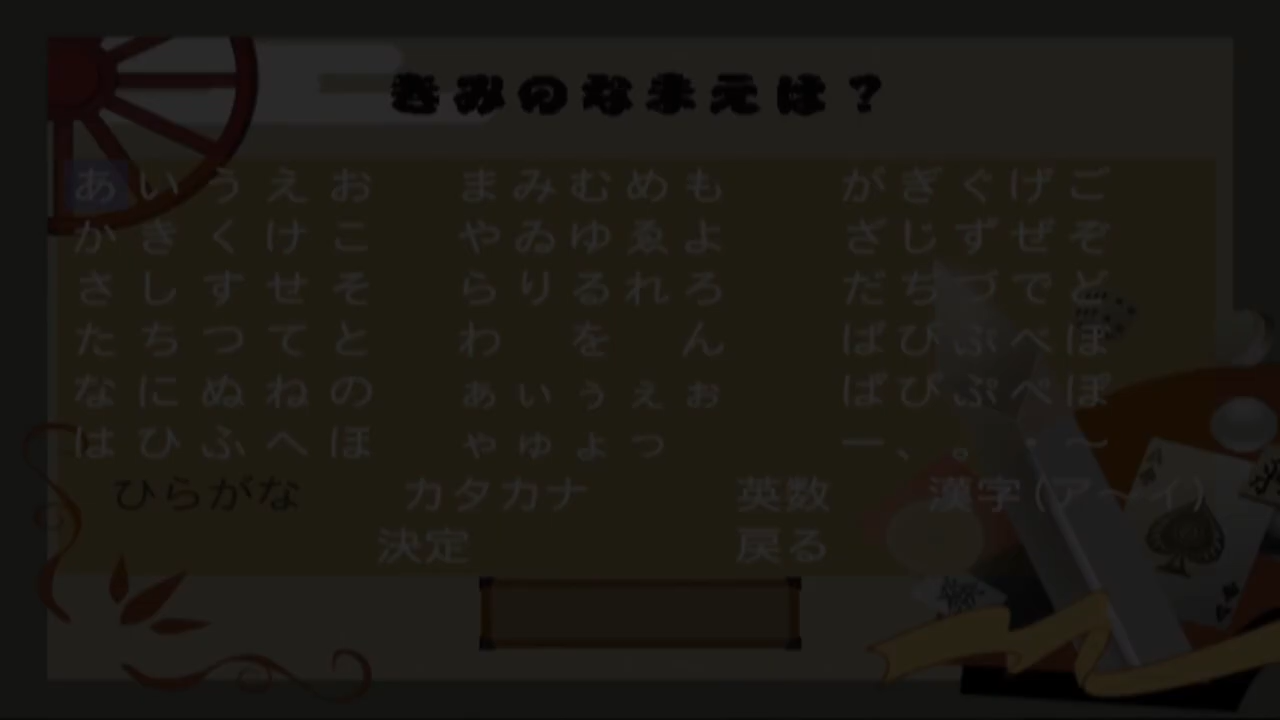 きみのなまえは？
あいうえお まみむめも がぎぐげご
かきくけこ やゐゆゑよ ざじずぜぞ
さしすせそ らりるれろ だぢづでど
たちつてと わ を ん ばびぶべぼ
なにぬねの ぁぃぅぇぉ ぱぴぷぺぽ
はひふへほ ゃゅょっ ー、。・～
ひらがな カタカナ 英数 漢字(ア～イ)
決定 戻る